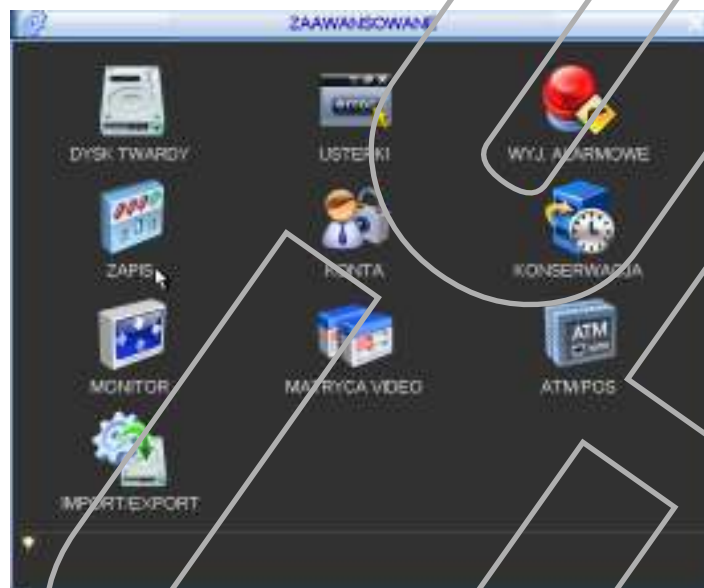 ZAAWANSOWANE
DYSK TWARDY
USTERKI
WYJ. ALARMOWE
ZAPIS
KONTA
KONSERWACJA
MONITOR
MATRYCA VIDEO
ATM
ATM/POS
IMPORT/EXPORT